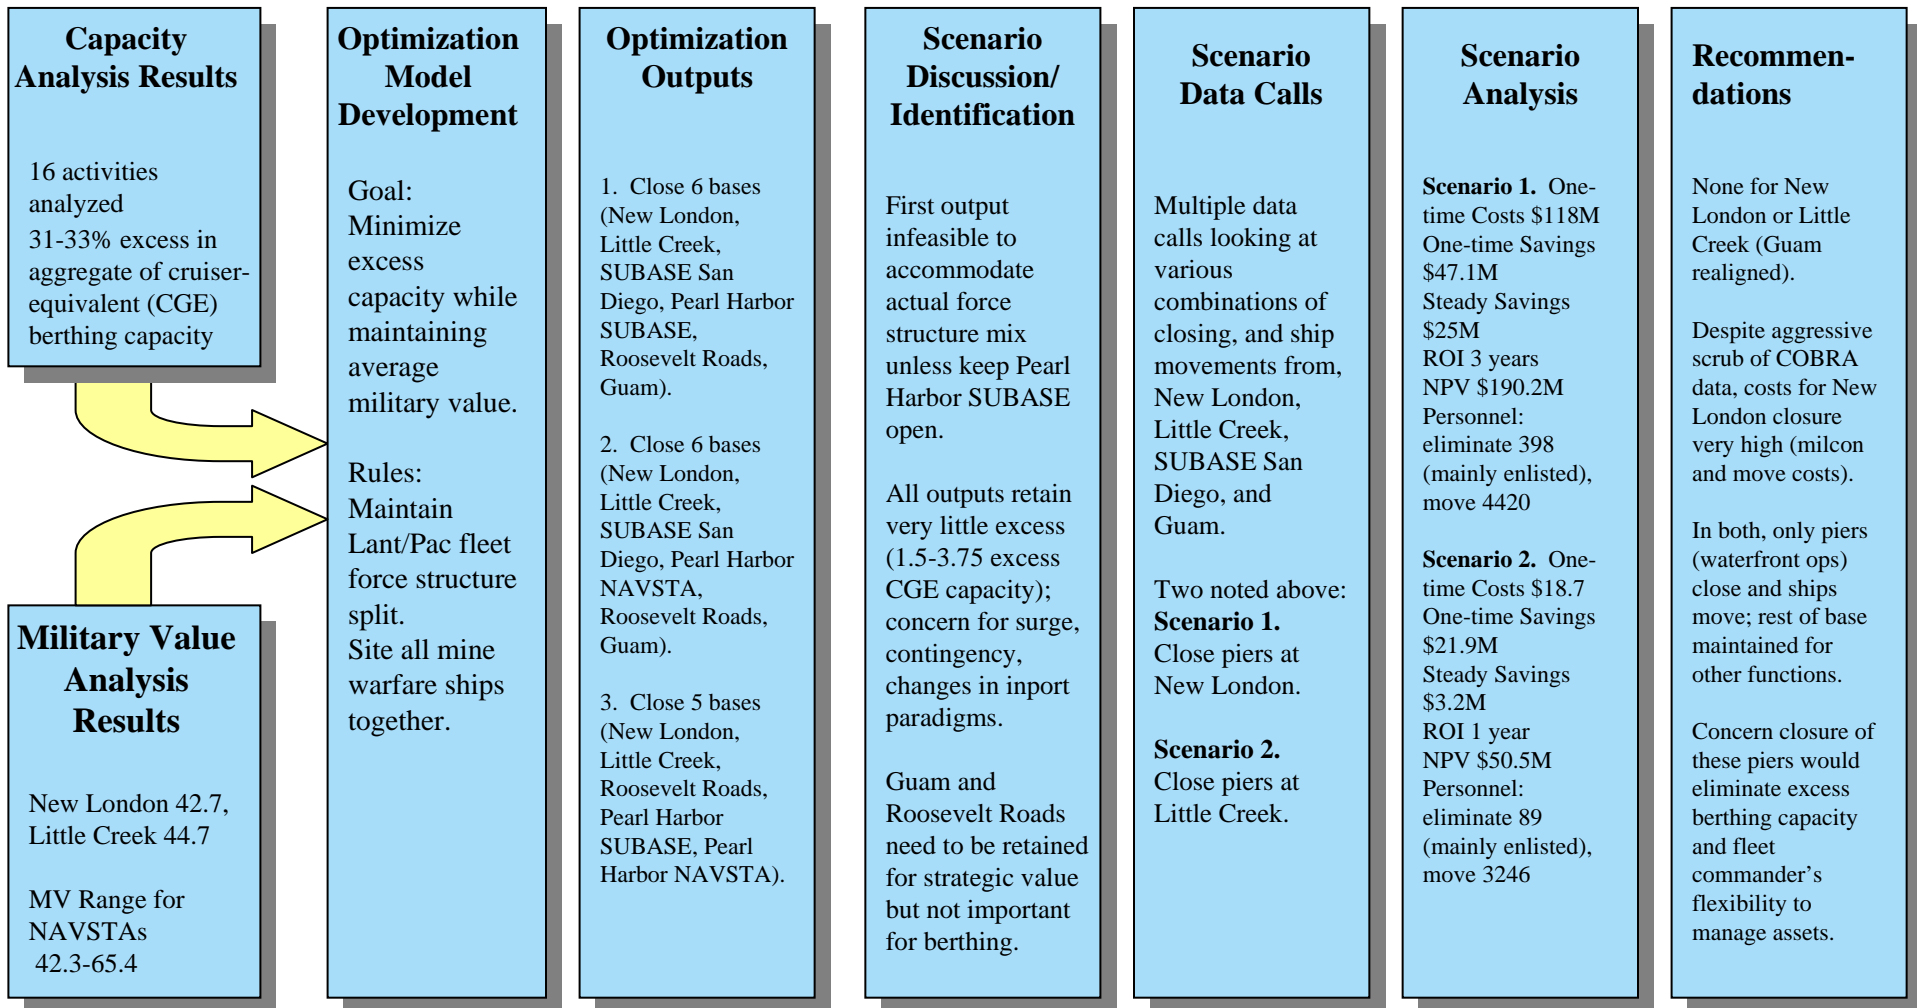 Capacity
Analysis Results
16 activities
analyzed
31-33% excess in
aggregate of cruiser-
equivalent (CGE)
berthing capacity
Military Value
Analysis
Results
New London 42.7,
Little Creek 44.7
MV Range for
NAVSTAs
42.3-65.4
Optimization
Model
Development
Goal:
Minimize
excess
capacity while
maintaining
average
military value.
Rules:
Maintain
Lant/Pac fleet
force structure
split.
Site all mine
warfare ships
together.
Optimization
Outputs
1. Close 6 bases
(New London,
Little Creek,
SUBASE San
Diego, Pearl Harbor
SUBASE,
Roosevelt Roads,
Guam).
2. Close 6 bases
(New London,
Little Creek,
SUBASE San
Diego, Pearl Harbor
NAVSTA,
Roosevelt Roads,
Guam).
3. Close 5 bases
(New London,
Little Creek,
Roosevelt Roads,
Pearl Harbor
SUBASE, Pearl
Harbor NAVSTA).
Scenario
Discussion/
Identification
First output
infeasible to
accommodate
actual force
structure mix
unless keep Pearl
Harbor SUBASE
open.
All outputs retain
very little excess
(1.5-3.75 excess
CGE capacity);
concern for surge,
contingency,
changes in inport
paradigms.
Guam and
Roosevelt Roads
need to be retained
for strategic value
but not important
for berthing.
Scenario
Data Calls
Multiple data
calls looking at
various
combinations of
closing, and ship
movements from,
New London,
Little Creek,
SUBASE San
Diego, and
Guam.
Two noted above:
Scenario 1.
Close piers at
New London.
Scenario 2.
Close piers at
Little Creek.
Scenario
Analysis
Scenario 1. One-
time Costs $118M
One-time Savings
$47.1M
Steady Savings
$25M
ROI 3 years
NPV $190.2M
Personnel:
eliminate 398
(mainly enlisted),
move 4420
Scenario 2. One-
time Costs $18.7
One-time Savings
$21.9M
Steady Savings
$3.2M
ROI 1 year
NPV $50.5M
Personnel:
eliminate 89
(mainly enlisted),
move 3246
Recommen-
dations
None for New
London or Little
Creek (Guam
realigned).
Despite aggressive
scrub of COBRA
data, costs for New
London closure
very high (milcon
and move costs).
In both, only piers
(waterfront ops)
close and ships
move; rest of base
maintained for
other functions.
Concern closure of
these piers would
eliminate excess
berthing capacity
and fleet
commander’s
flexibility to
manage assets.